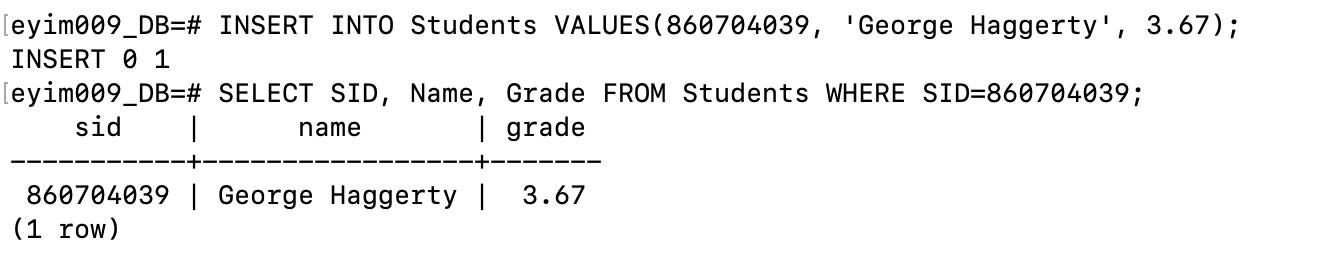 [eyim009_DB=# INSERT INTO Students VALUES(860704039, 'George Haggerty', 3.67);
INSERT 0 1
[eyim009_DB=# SELECT SID, Name, Grade FROM Students WHERE SID=860704039;
    sid    |      name       | grade
-----------+-----------------+-------
 860704039 | George Haggerty |  3.67
(1 row)